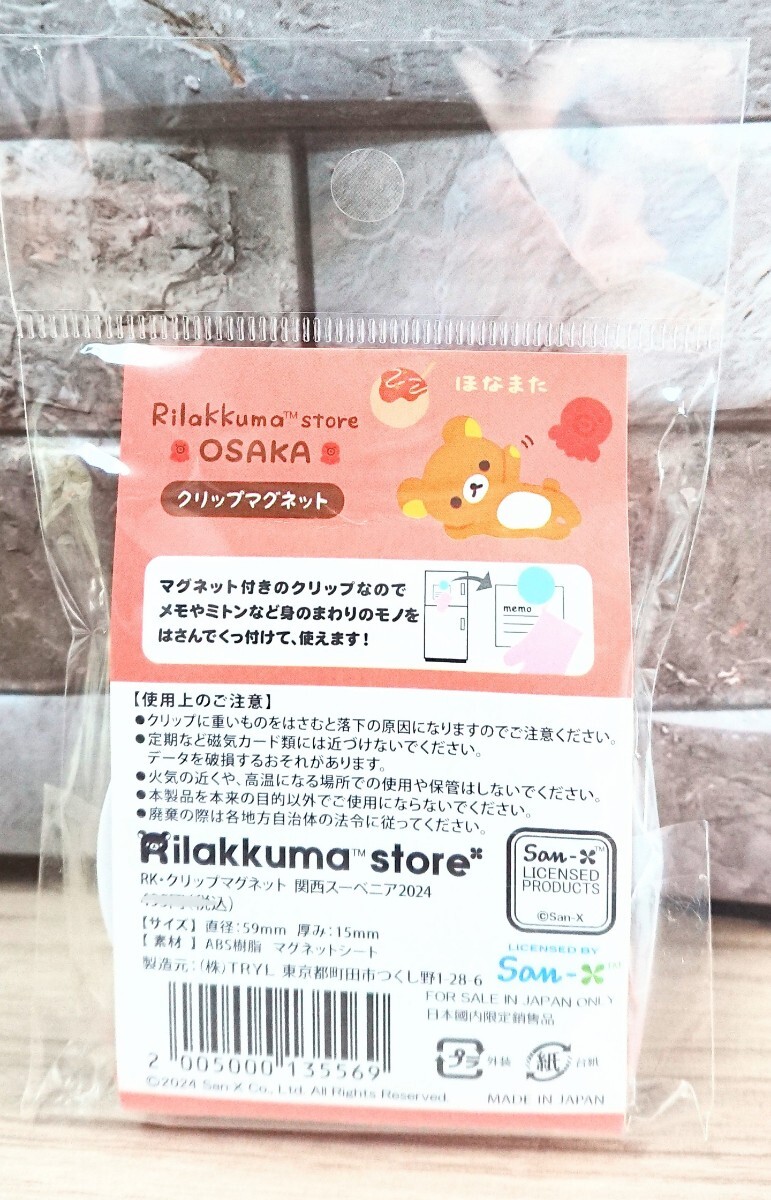 ほなまた
Rilakkuma™ store
OSAKA
クリップマグネット
マグネット付きのクリップなので
メモやミトンなど身のまわりのモノを
はさんでくっ付けて、使えます!
memo
【使用上のご注意】
●クリップに重いものをはさむと落下の原因になりますのでご注意ください。
●定期など磁気カード類には近づけないでください。
データを破損するおそれがあります。
●火気の近くや、高温になる場所での使用や保管はしないでください。
●本製品を本来の目的以外でご使用にならないでください。
●廃棄の際は各地方自治体の法令に従ってください。
Rilakkuma™ store
RK・クリップマグネット 関西スーベニア2024
(税込)
【サイズ】直径:59mm 厚み:15mm
【素材】ABS樹脂 マグネットシート
製造元:(株)TRYL 東京都町田市つくし野1-28-6
San-X™
LICENSED
PRODUCTS
©San-X
LICENSED BY
San-X™
FOR SALE IN JAPAN ONLY
日本國内限定銷售品
2 005000 135569
プラ 外装
紙 台紙
©2024 San-X Co., Ltd. All Rights Reserved.
MADE IN JAPAN